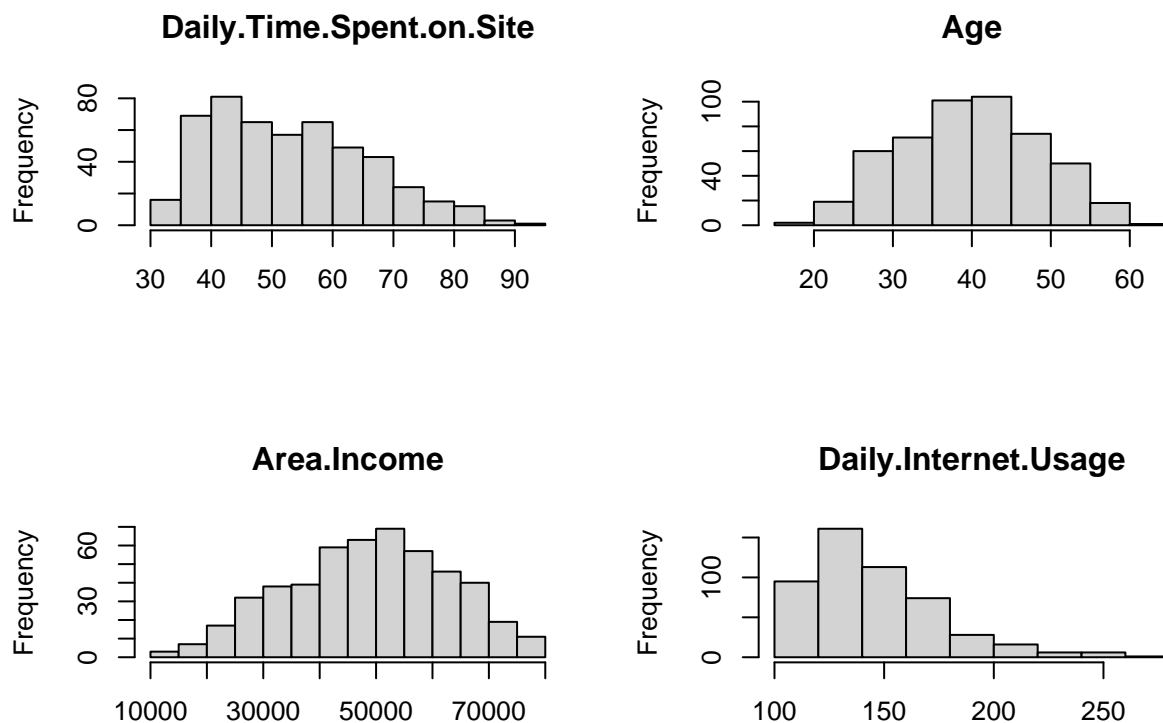 Daily.Time.Spent.on.Site
Frequency
0 40 80
30 40 50 60 70 80 90
Age
Frequency
0 40 100
20 30 40 50 60
Area.Income
Frequency
0 30 60
10000 30000 50000 70000
Daily.Internet.Usage
Frequency
0 100
100 150 200 250